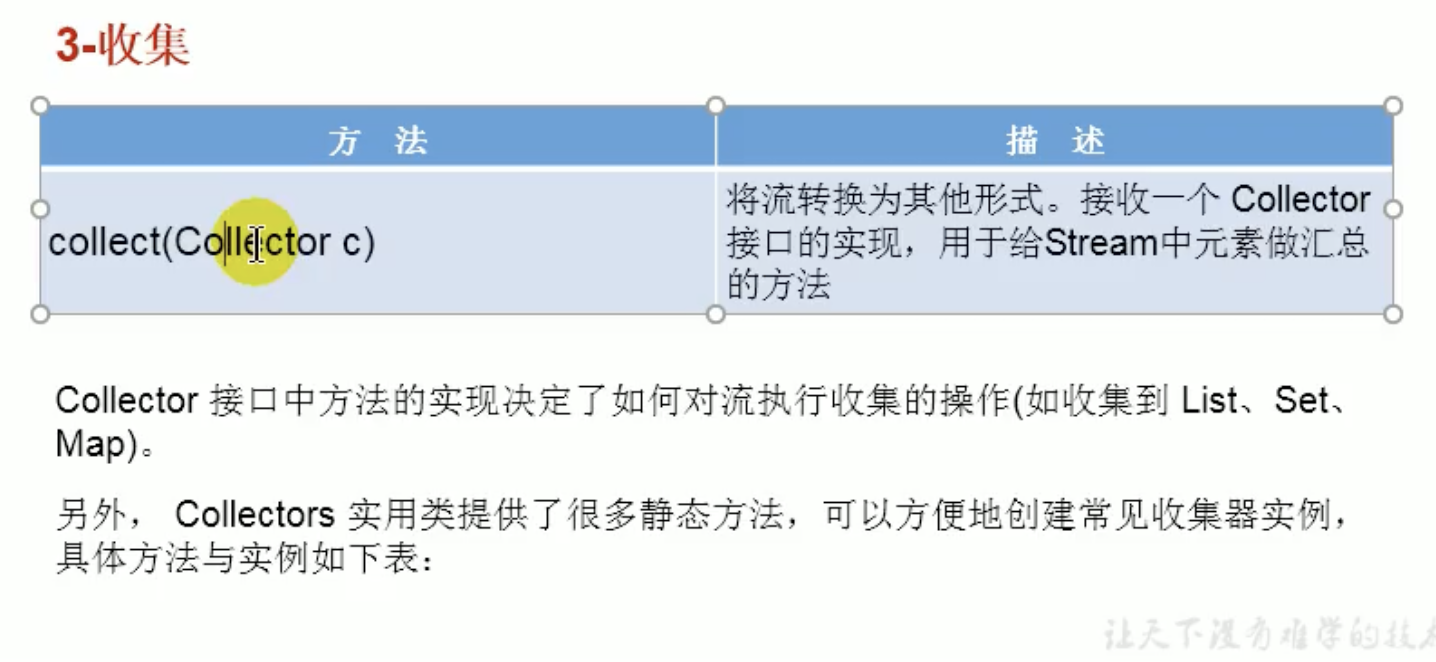 3-收集
方 法
描 述
collect(Collector c)
将流转换为其他形式。接收一个 Collector
接口的实现，用于给Stream中元素做汇总
的方法
Collector 接口中方法的实现决定了如何对流执行收集的操作(如收集到 List、Set、
Map)。
另外， Collectors 实用类提供了很多静态方法，可以方便地创建常见收集器实例，
具体方法与实例如下表：
让天下没有难学的技